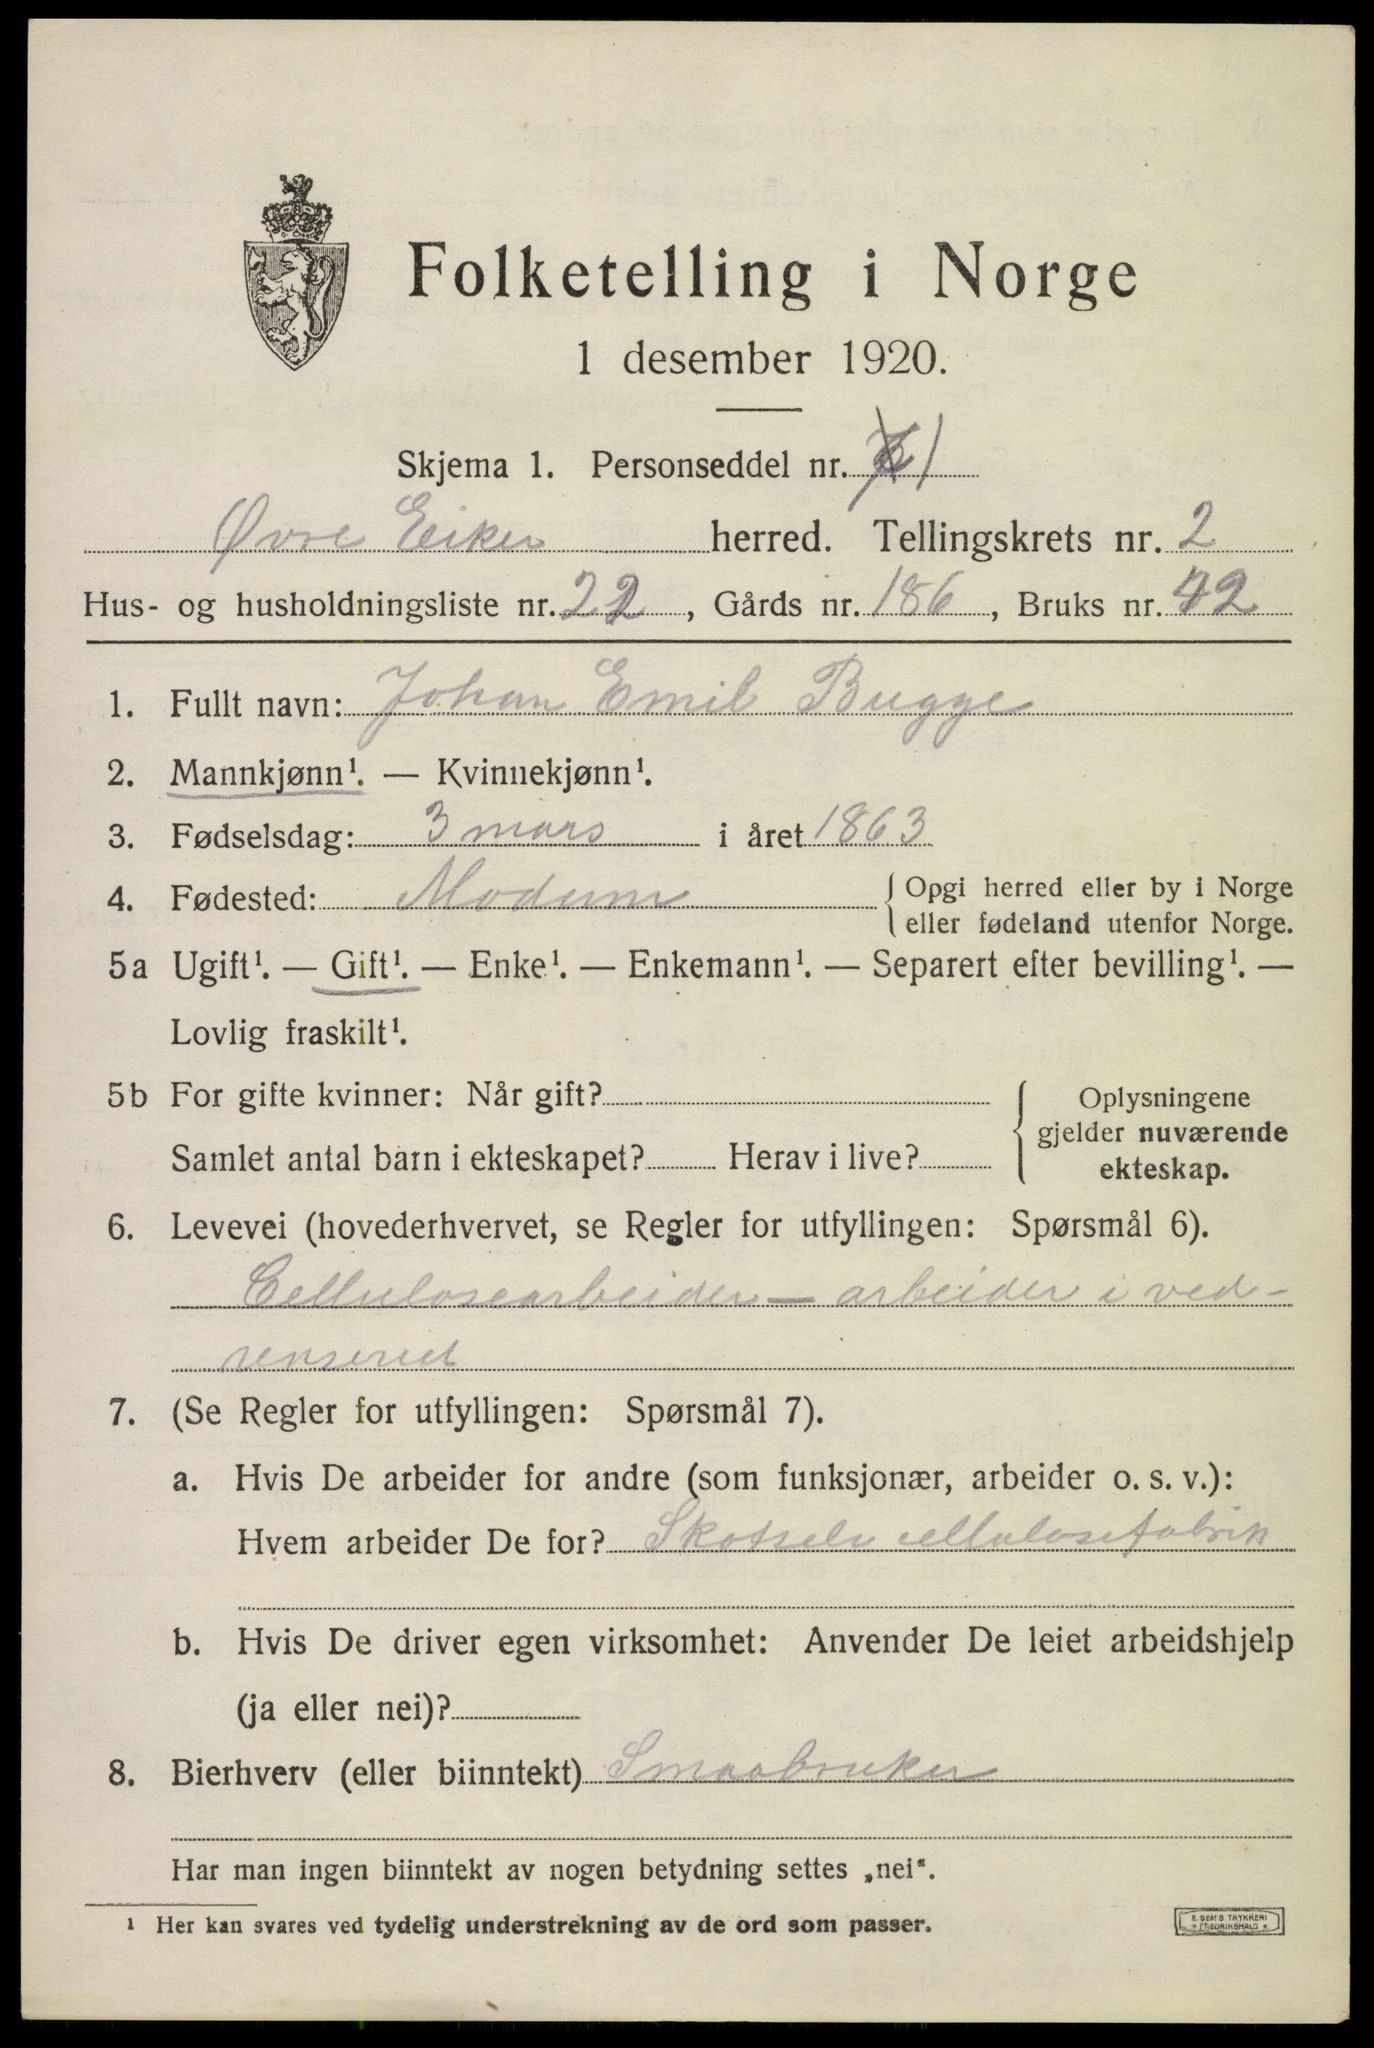 Folketelling i Norge
1 desember 1920.
Skjema 1. Personseddel nr. 1
Øvre Eiker herred. Tellingskrets nr. 2
Hus- og husholdningsliste nr. 22, Gårds nr. 186, Bruks nr. 42
1. Fullt navn: Johan Emil Bugge
2. Mannkjønn¹. — Kvinnekjønn¹.
3. Fødselsdag: 3 mars i året 1863
4. Fødested: Modum { Opgi herred eller by i Norge
eller fødeland utenfor Norge.
5a Ugift¹. — Gift¹. — Enke¹. — Enkemann¹. — Separert efter bevilling¹. —
Lovlig fraskilt¹.
5b For gifte kvinner: Når gift?
Samlet antal barn i ekteskapet? Herav i live?
Oplysningene
gjelder nuværende
ekteskap.
6. Levevei (hovederhvervet, se Regler for utfyllingen: Spørsmål 6).
Cellulosearbeider — arbeider i ved-
renseriet
7. (Se Regler for utfyllingen: Spørsmål 7).
a. Hvis De arbeider for andre (som funksjonær, arbeider o. s. v.):
Hvem arbeider De for? Skotselv cellulosefabrik
b. Hvis De driver egen virksomhet: Anvender De leiet arbeidshjelp
(ja eller nei)?
8. Bierhverv (eller biinntekt) Smaabruker
Har man ingen biinntekt av nogen betydning settes „nei“.
¹ Her kan svares ved tydelig understrekning av de ord som passer.
E. SEM'S TRYKKERI
* FREDRIKSHALD *